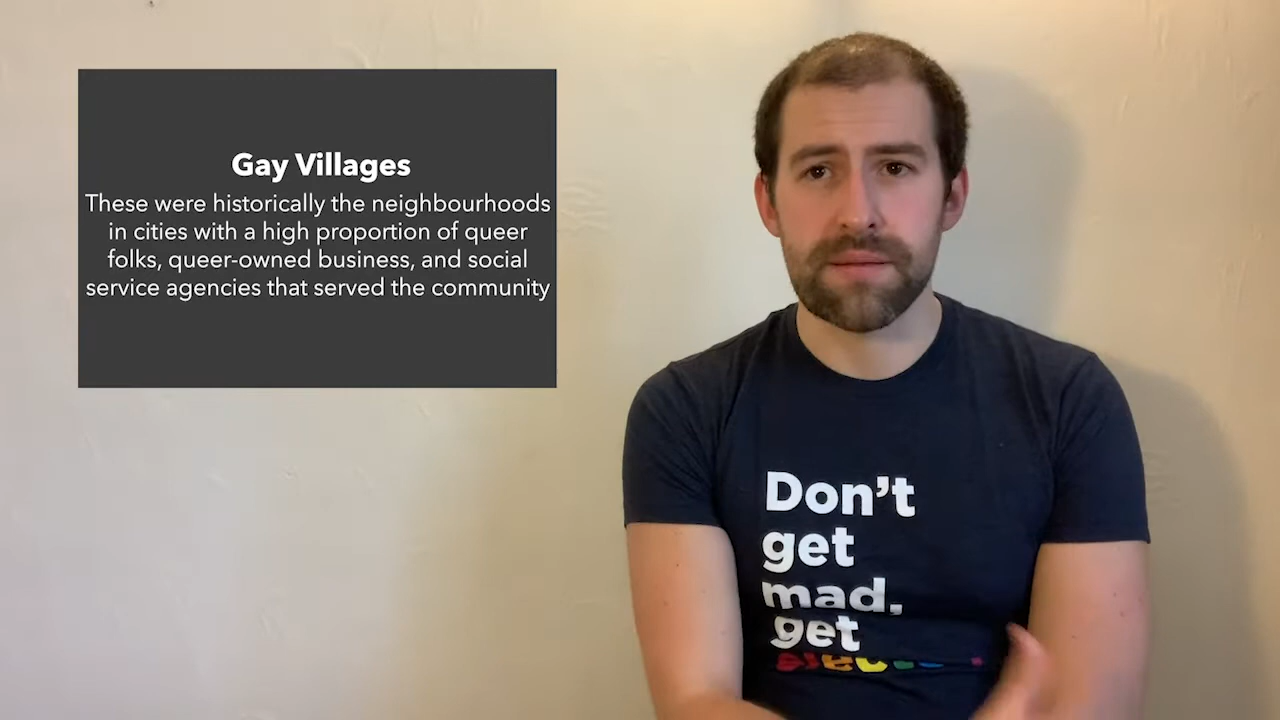 Gay Villages
These were historically the neighbourhoods
in cities with a high proportion of queer
folks, queer-owned business, and social
service agencies that served the community
Don't
get
mad,
get